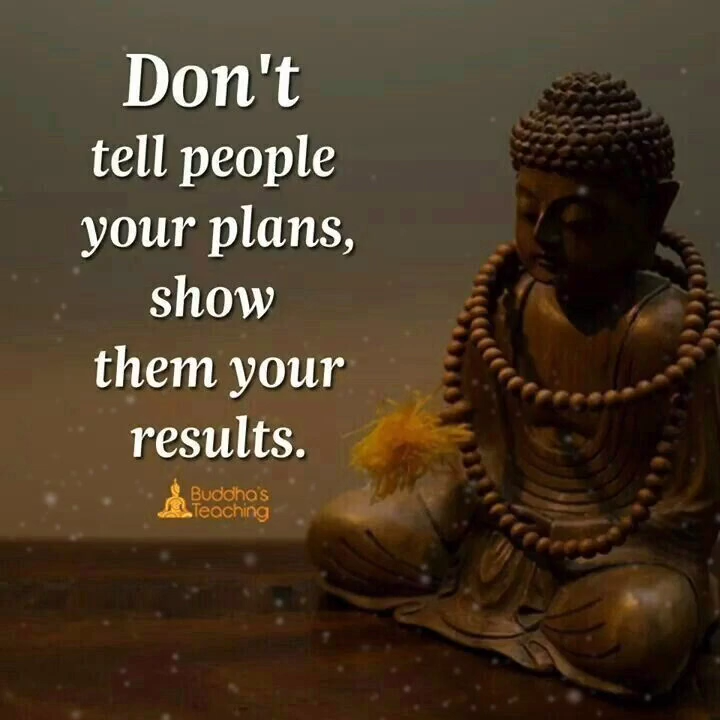 Don't
tell people
your plans,
show
them your
results.
Buddha's
Teaching